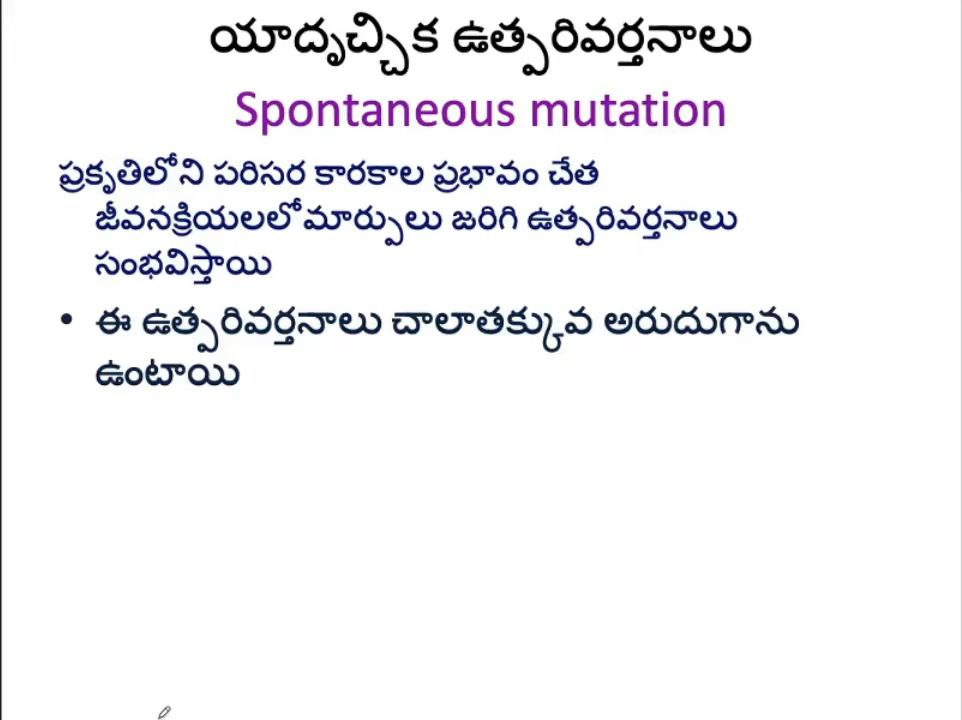 యాదృచ్చిక ఉత్పరివర్తనాలు
Spontaneous mutation
ప్రకృతిలోని పరిసర కారకాల ప్రభావం చేత
జీవనక్రియలలోమార్పులు జరిగి ఉత్పరివర్తనాలు
సంభవిస్తాయి
• ఈ ఉత్పరివర్తనాలు చాలాతక్కువ అరుదుగాను
ఉంటాయి